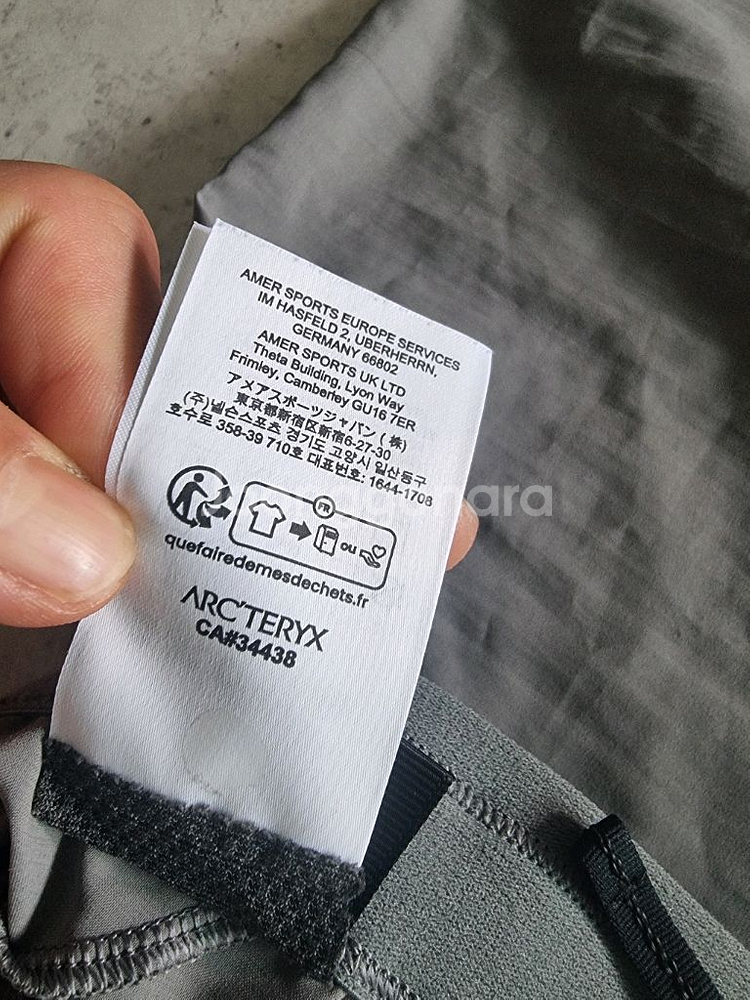 AMER SPORTS EUROPE SERVICES
IM HASFELD 2, UBERHERRN,
GERMANY 66802
AMER SPORTS UK LTD
Theta Building, Lyon Way
Frimley, Camberley GU16 7ER
アメアスポーツジャパン(株)
東京都新宿区新宿6-27-30
(주)넬슨스포츠 경기도 고양시 일산동구
호수로 358-39 710호 대표번호: 1644-1708
FR
ou
quefairedemesdechets.fr
ARC'TERYX
CA#34438